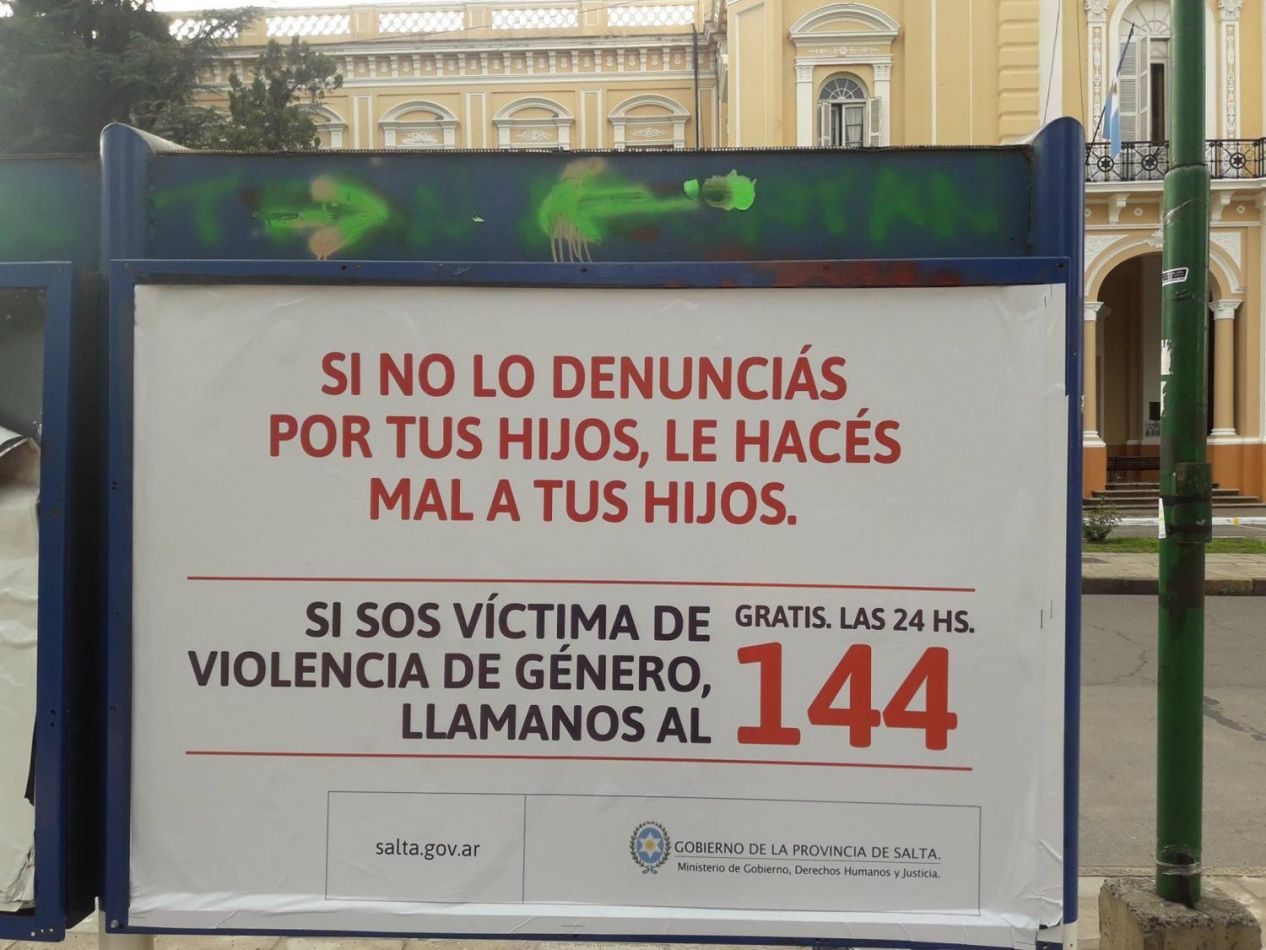 SI NO LO DENUNCIÁS
POR TUS HIJOS, LE HACÉS
MAL A TUS HIJOS.
SI SOS VÍCTIMA DE
VIOLENCIA DE GÉNERO,
LLAMANOS AL
GRATIS. LAS 24 HS.
144
salta.gov.ar
GOBIERNO DE LA PROVINCIA DE SALTA.
Ministerio de Gobierno, Derechos Humanos y Justicia.